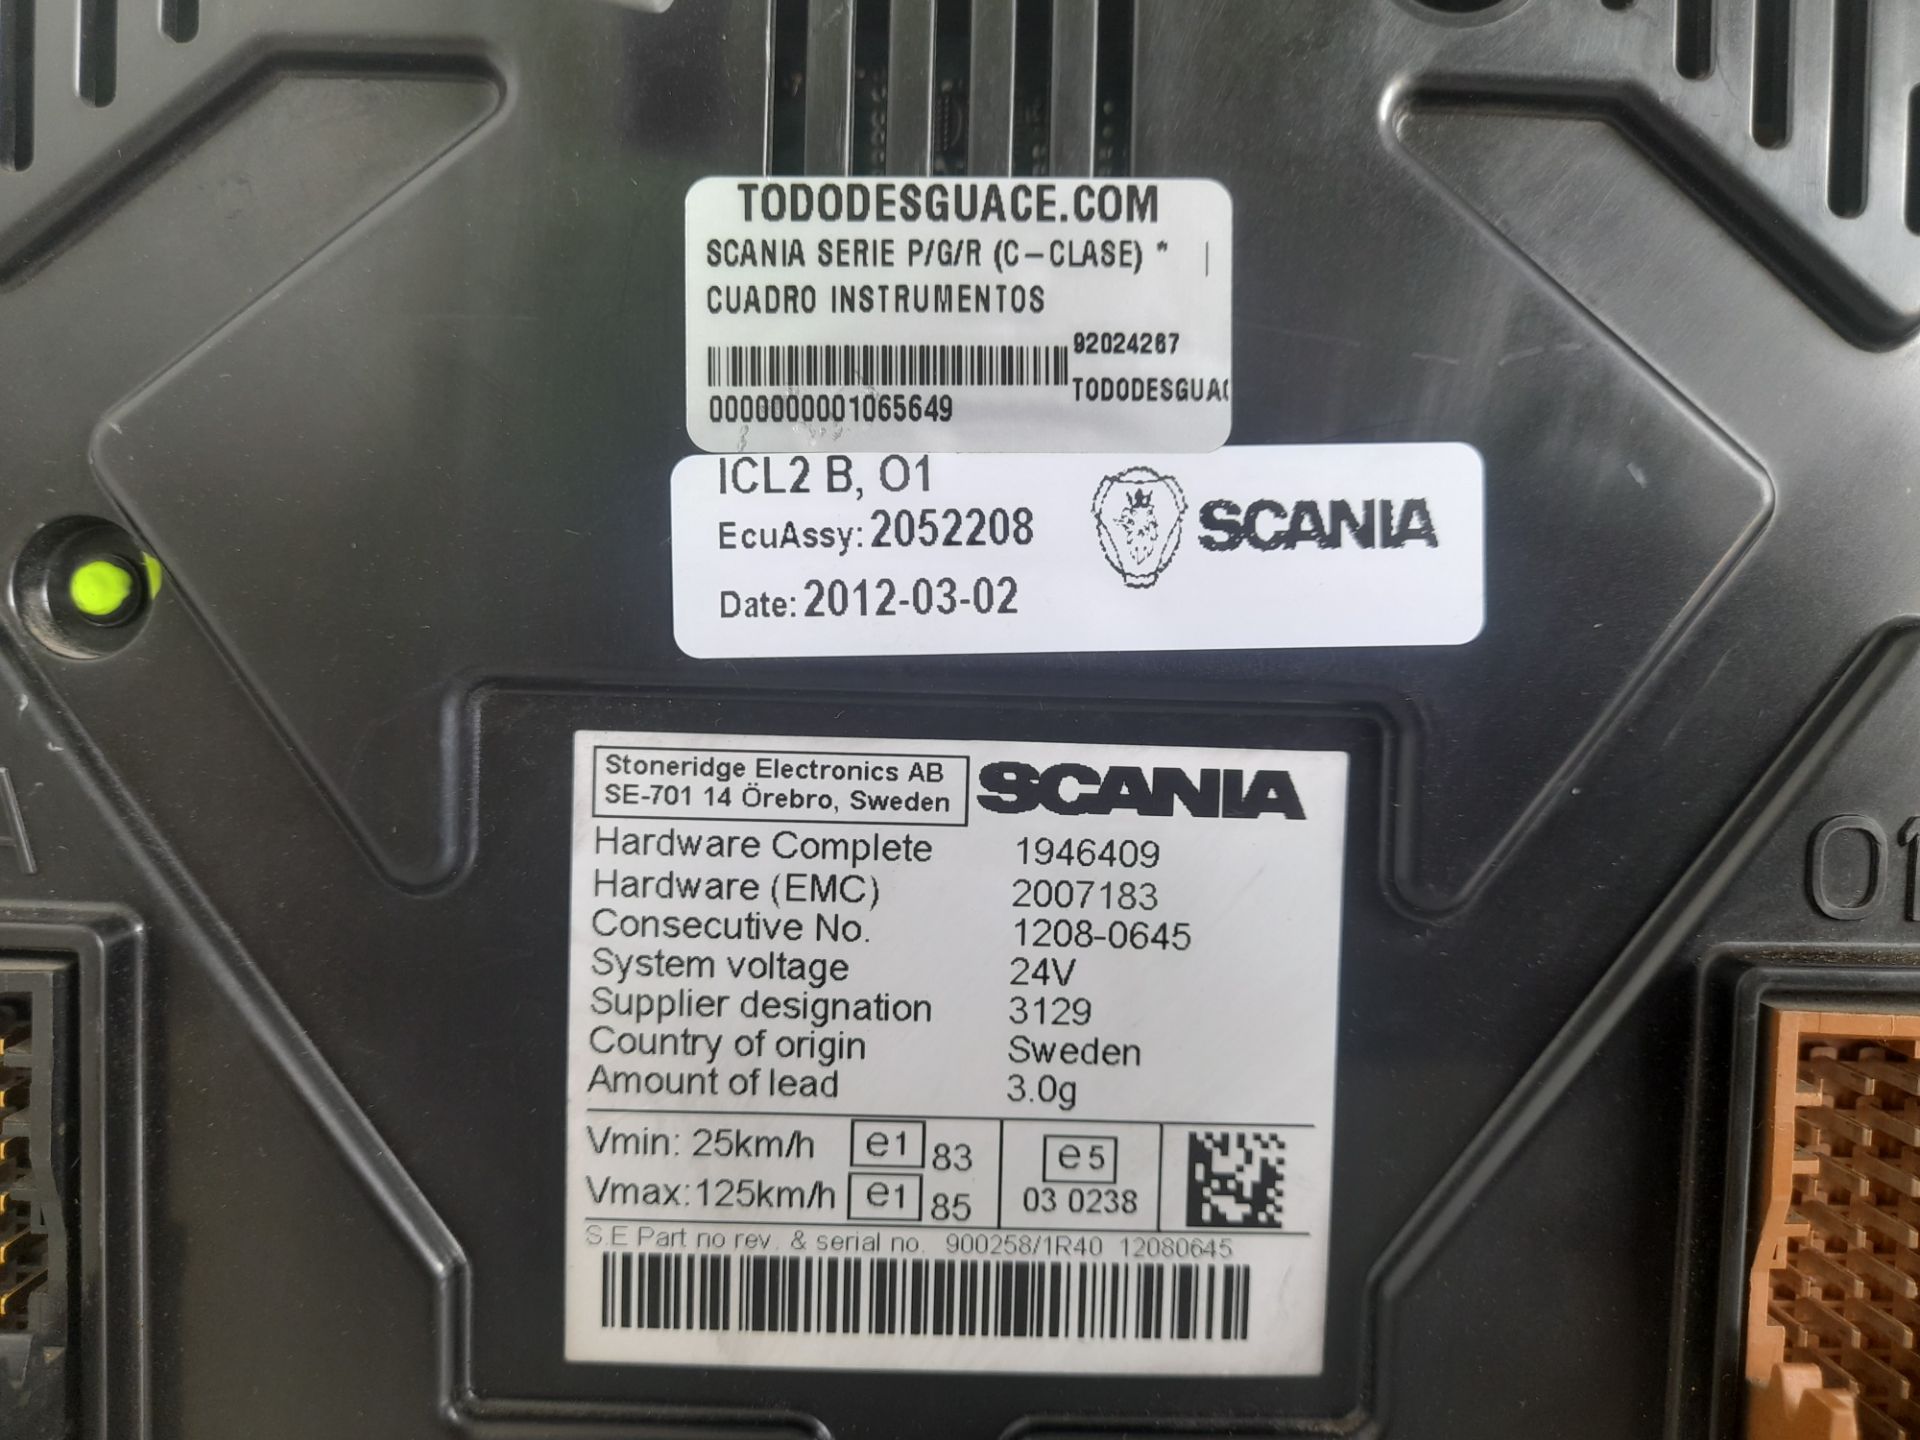 TODODESGUACE.COM
SCANIA SERIE P/G/R (C-CLASE) *
CUADRO INSTRUMENTOS
92024267
TODODESGUAC
0000000001065649
ICL2 B, O1
EcuAssy: 2052208
SCANIA
Date: 2012-03-02
Stoneridge Electronics AB
SE-701 14 Örebro, Sweden
SCANIA
Hardware Complete 1946409
Hardware (EMC) 2007183
Consecutive No. 1208-0645
System voltage 24V
Supplier designation 3129
Country of origin Sweden
Amount of lead 3.0g
Vmin: 25km/h e1 83
Vmax: 125km/h e1 85
e5
03 0238
S.E Part no rev. & serial no. 900258/1R40 12080645
O1